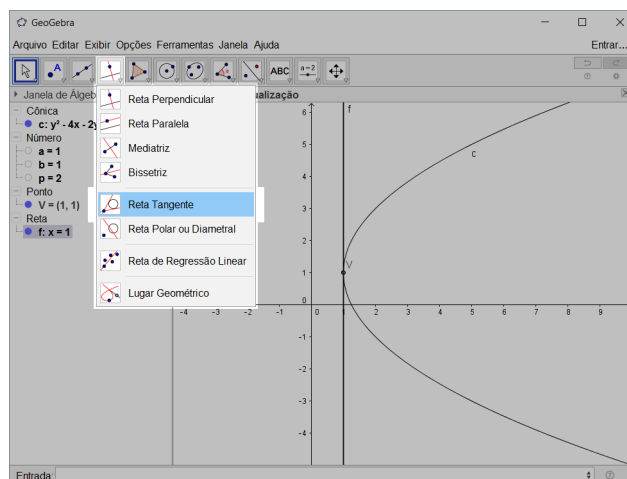 GeoGebra
Arquivo Editar Exibir Opções Ferramentas Janela Ajuda
Entrar...
A
ABC
a=2
Janela de Álgeb
ualização
Cônica
c: y² - 4x - 2y
Número
a = 1
b = 1
p = 2
Ponto
V = (1, 1)
Reta
f: x = 1
Reta Perpendicular
Reta Paralela
Mediatriz
Bissetriz
Reta Tangente
Reta Polar ou Diametral
Reta de Regressão Linear
Lugar Geométrico
f
c
V
6
5
4
3
2
1
0
-1
-2
-3
-4
-4 -3 -2 -1 0 1 2 3 4 5 6 7 8 9
Entrada: